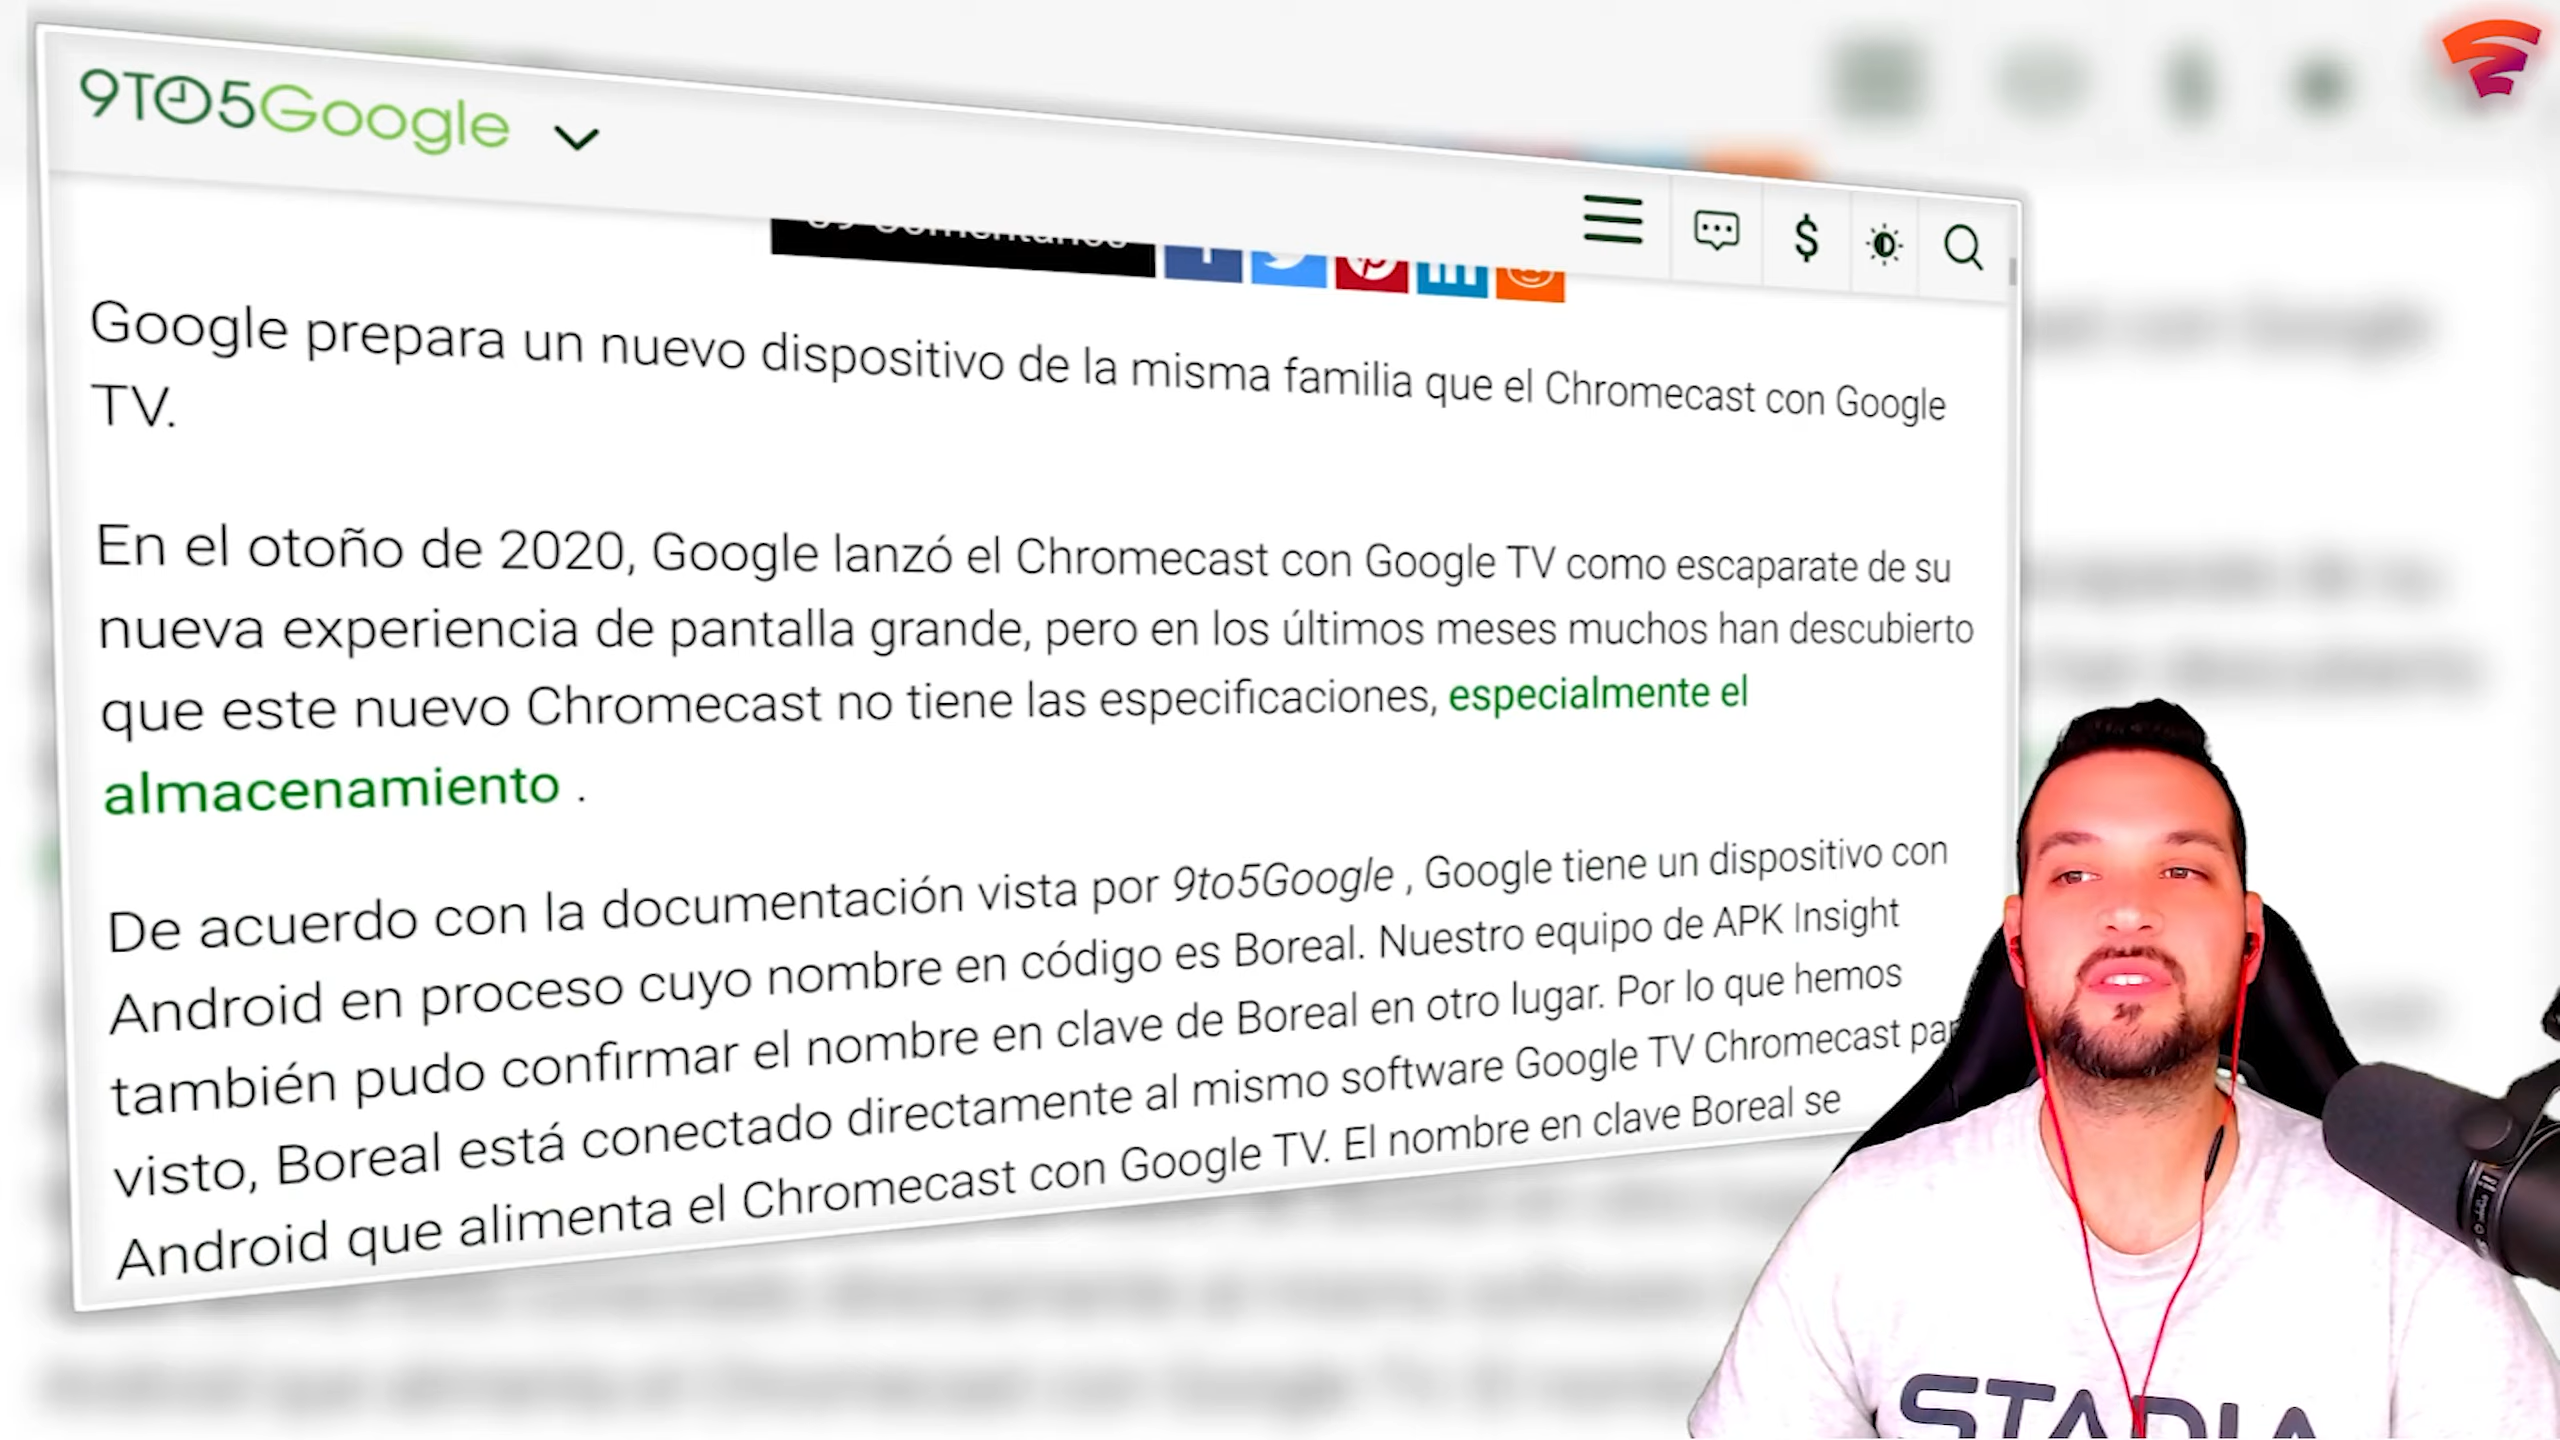 9TO5Google
Comentarios
Google prepara un nuevo dispositivo de la misma familia que el Chromecast con Google
TV.
En el otoño de 2020, Google lanzó el Chromecast con Google TV como escaparate de su
nueva experiencia de pantalla grande, pero en los últimos meses muchos han descubierto
que este nuevo Chromecast no tiene las especificaciones, especialmente el
almacenamiento .
De acuerdo con la documentación vista por 9to5Google , Google tiene un dispositivo con
Android en proceso cuyo nombre en código es Boreal. Nuestro equipo de APK Insight
también pudo confirmar el nombre en clave de Boreal en otro lugar. Por lo que hemos
visto, Boreal está conectado directamente al mismo software Google TV Chromecast par
Android que alimenta el Chromecast con Google TV. El nombre en clave Boreal se
STADIA